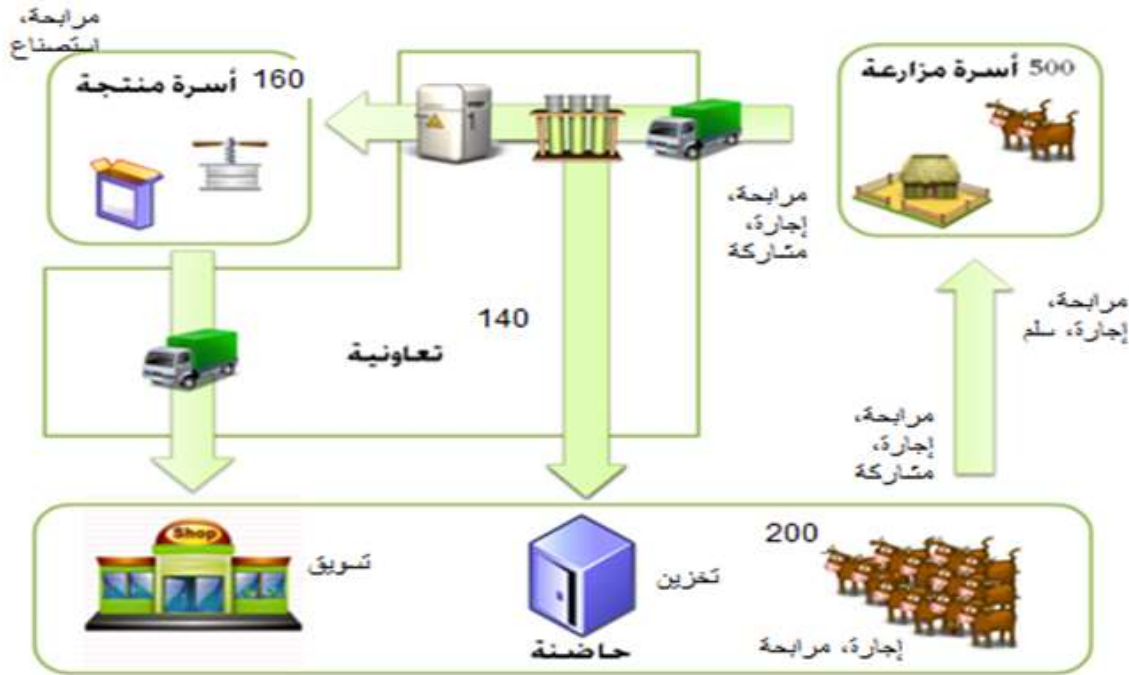 مرابحة،
استصناع
160 أسرة منتجة
500 أسرة مزارعة
مرابحة،
إجارة،
مشاركة
مرابحة،
إجارة، سلم
140
تعاونية
مرابحة،
إجارة،
مشاركة
Shop
تسويق
تخزين
200
حاضنة
إجارة، مرابحة